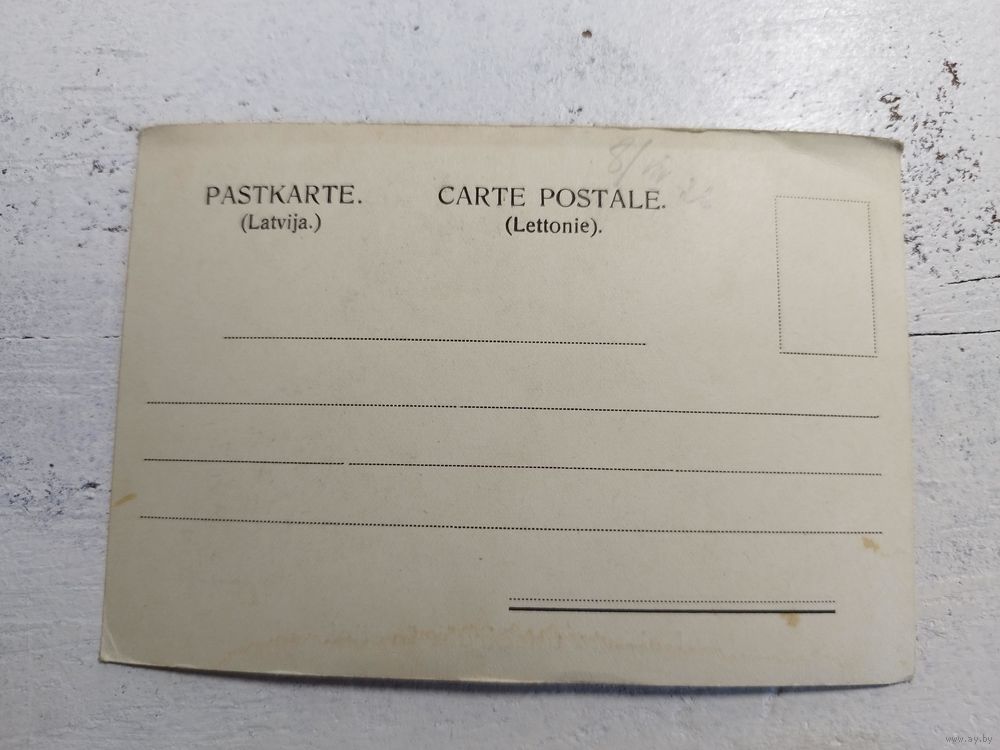 PASTKARTE.
(Latvija.)
CARTE POSTALE.
(Lettonie).
www.ay.by